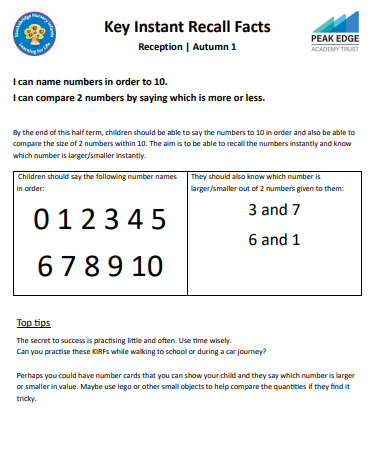 Stocksbridge Nursery Infants
Learning for Life
Key Instant Recall Facts
Reception | Autumn 1
PEAK EDGE
ACADEMY TRUST
I can name numbers in order to 10.
I can compare 2 numbers by saying which is more or less.
By the end of this half term, children should be able to say the numbers to 10 in order and also be able to
compare the size of 2 numbers within 10. The aim is to be able to recall the numbers instantly and know
which number is larger/smaller instantly.
Children should say the following number names
in order:
0 1 2 3 4 5
6 7 8 9 10
They should also know which number is
larger/smaller out of 2 numbers given to them:
3 and 7
6 and 1
Top tips
The secret to success is practising little and often. Use time wisely.
Can you practise these KIRFs while walking to school or during a car journey?
Perhaps you could have number cards that you can show your child and they say which number is larger
or smaller in value. Maybe use lego or other small objects to help compare the quantities if they find it
tricky.